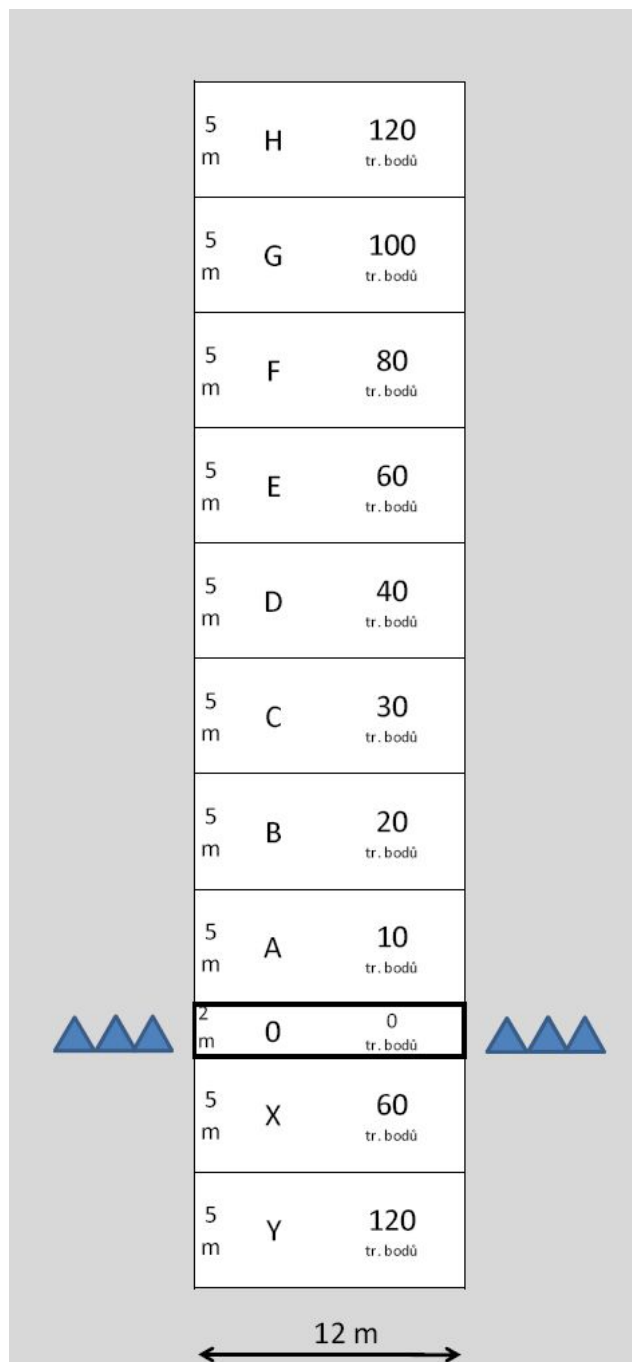 5 m H 120 tr. bodů
5 m G 100 tr. bodů
5 m F 80 tr. bodů
5 m E 60 tr. bodů
5 m D 40 tr. bodů
5 m C 30 tr. bodů
5 m B 20 tr. bodů
5 m A 10 tr. bodů
2 m 0 0 tr. bodů
5 m X 60 tr. bodů
5 m Y 120 tr. bodů
12 m